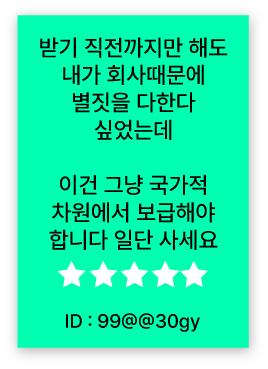 받기 직전까지만 해도
내가 회사때문에
별짓을 다한다
싶었는데
이건 그냥 국가적
차원에서 보급해야
합니다 일단 사세요
ID : 99@@30gy